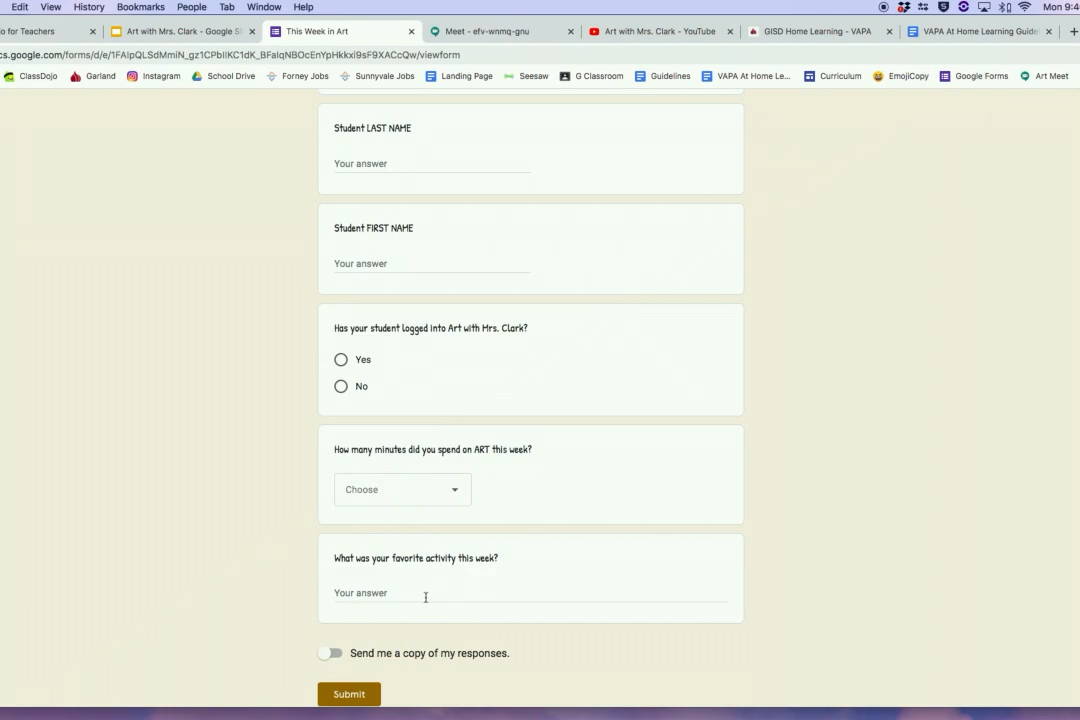 Edit View History Bookmarks People Tab Window Help Mon 9:4
o for Teachers Art with Mrs. Clark - Google Sl This Week in Art Meet - efv-wnmq-gnu Art with Mrs. Clark - YouTube GISD Home Learning - VAPA VAPA At Home Learning Guide
cs.google.com/forms/d/e/1FAIpQLSdMmiN_gz1CPbIlKC1dK_BFaIqNBOcEnYpHkkxi9sF9XACcQw/viewform
ClassDojo Garland Instagram School Drive Forney Jobs Sunnyvale Jobs Landing Page Seesaw G Classroom Guidelines VAPA At Home Le... Curriculum EmojiCopy Google Forms Art Meet
Student LAST NAME
Your answer
Student FIRST NAME
Your answer
Has your student logged into Art with Mrs. Clark?
Yes
No
How many minutes did you spend on ART this week?
Choose
What was your favorite activity this week?
Your answer
Send me a copy of my responses.
Submit